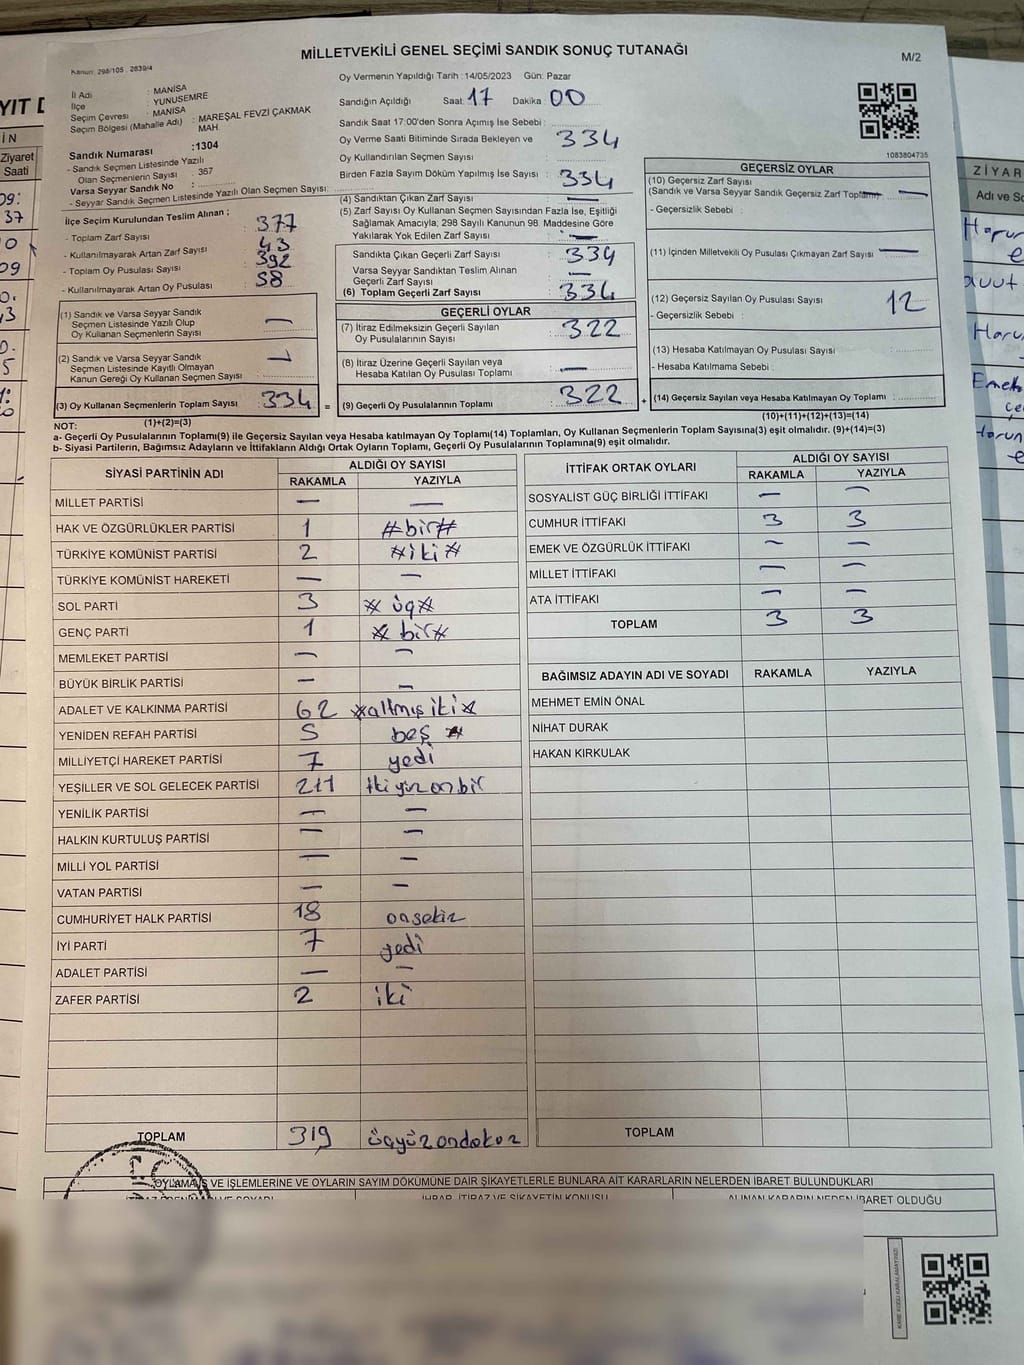 MİLLETVEKİLİ GENEL SEÇİMİ SANDIK SONUÇ TUTANAĞI
M/2
Kanun: 298/105 , 2839/4
İl Adı : MANİSA
İlçe : YUNUSEMRE
Seçim Çevresi : MANİSA
Seçim Bölgesi (Mahalle Adı) : MAREŞAL FEVZİ ÇAKMAK MAH.
Sandık Numarası :1304
- Sandık Seçmen Listesinde Yazılı
Olan Seçmenlerin Sayısı : 367
Varsa Seyyar Sandık No :
- Seyyar Sandık Seçmen Listesinde Yazılı Olan Seçmen Sayısı:
Oy Vermenin Yapıldığı Tarih : 14/05/2023 Gün: Pazar
Sandığın Açıldığı Saat: 17 Dakika: 00
Sandık Saat 17:00'den Sonra Açımış İse Sebebi :
Oy Verme Saati Bitiminde Sırada Bekleyen ve
Oy Kullandırılan Seçmen Sayısı : 334
Birden Fazla Sayım Döküm Yapılmış İse Sayısı : 334
1083804735
İlçe Seçim Kurulundan Teslim Alınan ;
- Toplam Zarf Sayısı : 377
- Kullanılmayarak Artan Zarf Sayısı : 43
- Toplam Oy Pusulası Sayısı : 392
- Kullanılmayarak Artan Oy Pusulası : 58
(1) Sandık ve Varsa Seyyar Sandık
Seçmen Listesinde Yazılı Olup
Oy Kullanan Seçmenlerin Sayısı : —
(2) Sandık ve Varsa Seyyar Sandık
Seçmen Listesinde Kayıtlı Olmayan
Kanun Gereği Oy Kullanan Seçmen Sayısı : —
(3) Oy Kullanan Seçmenlerin Toplam Sayısı 334 =
(1)+(2)=(3)
(4) Sandıktan Çıkan Zarf Sayısı : —
(5) Zarf Sayısı Oy Kullanan Seçmen Sayısından Fazla İse, Eşitliği
Sağlamak Amacıyla, 298 Sayılı Kanunun 98. Maddesine Göre
Yakılarak Yok Edilen Zarf Sayısı : —
Sandıkta Çıkan Geçerli Zarf Sayısı : 334
Varsa Seyyar Sandıktan Teslim Alınan
Geçerli Zarf Sayısı : —
(6) Toplam Geçerli Zarf Sayısı : 334
GEÇERLİ OYLAR
(7) İtiraz Edilmeksizin Geçerli Sayılan
Oy Pusulalarının Sayısı : 322
(8) İtiraz Üzerine Geçerli Sayılan veya
Hesaba Katılan Oy Pusulası Toplamı : —
(9) Geçerli Oy Pusulalarının Toplamı : 322 +
GEÇERSİZ OYLAR
(10) Geçersiz Zarf Sayısı
(Sandık ve Varsa Seyyar Sandık Geçersiz Zarf Toplamı) —
- Geçersizlik Sebebi :
(11) İçinden Milletvekili Oy Pusulası Çıkmayan Zarf Sayısı : —
(12) Geçersiz Sayılan Oy Pusulası Sayısı : 12
- Geçersizlik Sebebi :
(13) Hesaba Katılmayan Oy Pusulası Sayısı :
- Hesaba Katılmama Sebebi :
(14) Geçersiz Sayılan veya Hesaba Katılmayan Oy Toplamı :
(10)+(11)+(12)+(13)=(14)
NOT:
a- Geçerli Oy Pusulalarının Toplamı(9) ile Geçersiz Sayılan veya Hesaba katılmayan Oy Toplamı(14) Toplamları, Oy Kullanan Seçmenlerin Toplam Sayısına(3) eşit olmalıdır. (9)+(14)=(3)
b- Siyasi Partilerin, Bağımsız Adayların ve İttifakların Aldığı Ortak Oyların Toplamı, Geçerli Oy Pusulalarının Toplamına(9) eşit olmalıdır.
SİYASİ PARTİNİN ADI ALDIĞI OY SAYISI
RAKAMLA YAZIYLA
MİLLET PARTİSİ — —
HAK VE ÖZGÜRLÜKLER PARTİSİ 1 #bir#
TÜRKİYE KOMÜNİST PARTİSİ 2 #iki#
TÜRKİYE KOMÜNİST HAREKETİ — —
SOL PARTİ 3 # üç#
GENÇ PARTİ 1 # bir#
MEMLEKET PARTİSİ — —
BÜYÜK BİRLİK PARTİSİ — —
ADALET VE KALKINMA PARTİSİ 62 #altmış iki#
YENİDEN REFAH PARTİSİ 5 beş #
MİLLİYETÇİ HAREKET PARTİSİ 7 yedi
YEŞİLLER VE SOL GELECEK PARTİSİ 211 iki yüz on bir
YENİLİK PARTİSİ — —
HALKIN KURTULUŞ PARTİSİ — —
MİLLİ YOL PARTİSİ — —
VATAN PARTİSİ — —
CUMHURİYET HALK PARTİSİ 18 onsekiz
İYİ PARTİ 7 yedi
ADALET PARTİSİ — —
ZAFER PARTİSİ 2 iki
TOPLAM 319 üçyüzondokuz
İTTİFAK ORTAK OYLARI ALDIĞI OY SAYISI
RAKAMLA YAZIYLA
SOSYALİST GÜÇ BİRLİĞİ İTTİFAKI — —
CUMHUR İTTİFAKI 3 3
EMEK VE ÖZGÜRLÜK İTTİFAKI — —
MİLLET İTTİFAKI — —
ATA İTTİFAKI — —
TOPLAM 3 3
BAĞIMSIZ ADAYIN ADI VE SOYADI RAKAMLA YAZIYLA
MEHMET EMİN ÖNAL
NİHAT DURAK
HAKAN KIRKULAK
TOPLAM
OYLAMA VE İŞLEMLERİNE VE OYLARIN SAYIM DÖKÜMÜNE DAİR ŞİKAYETLERLE BUNLARA AİT KARARLARIN NELERDEN İBARET BULUNDUKLARI
İHBAR, İTİRAZ VE ŞİKAYETİN KONUSU
ALINAN KARARIN NEDEN İBARET OLDUĞU
YIT
İN
Ziyaret
Saati
09:
37
09
ZİYAR
Adı ve So
Harun
Emek